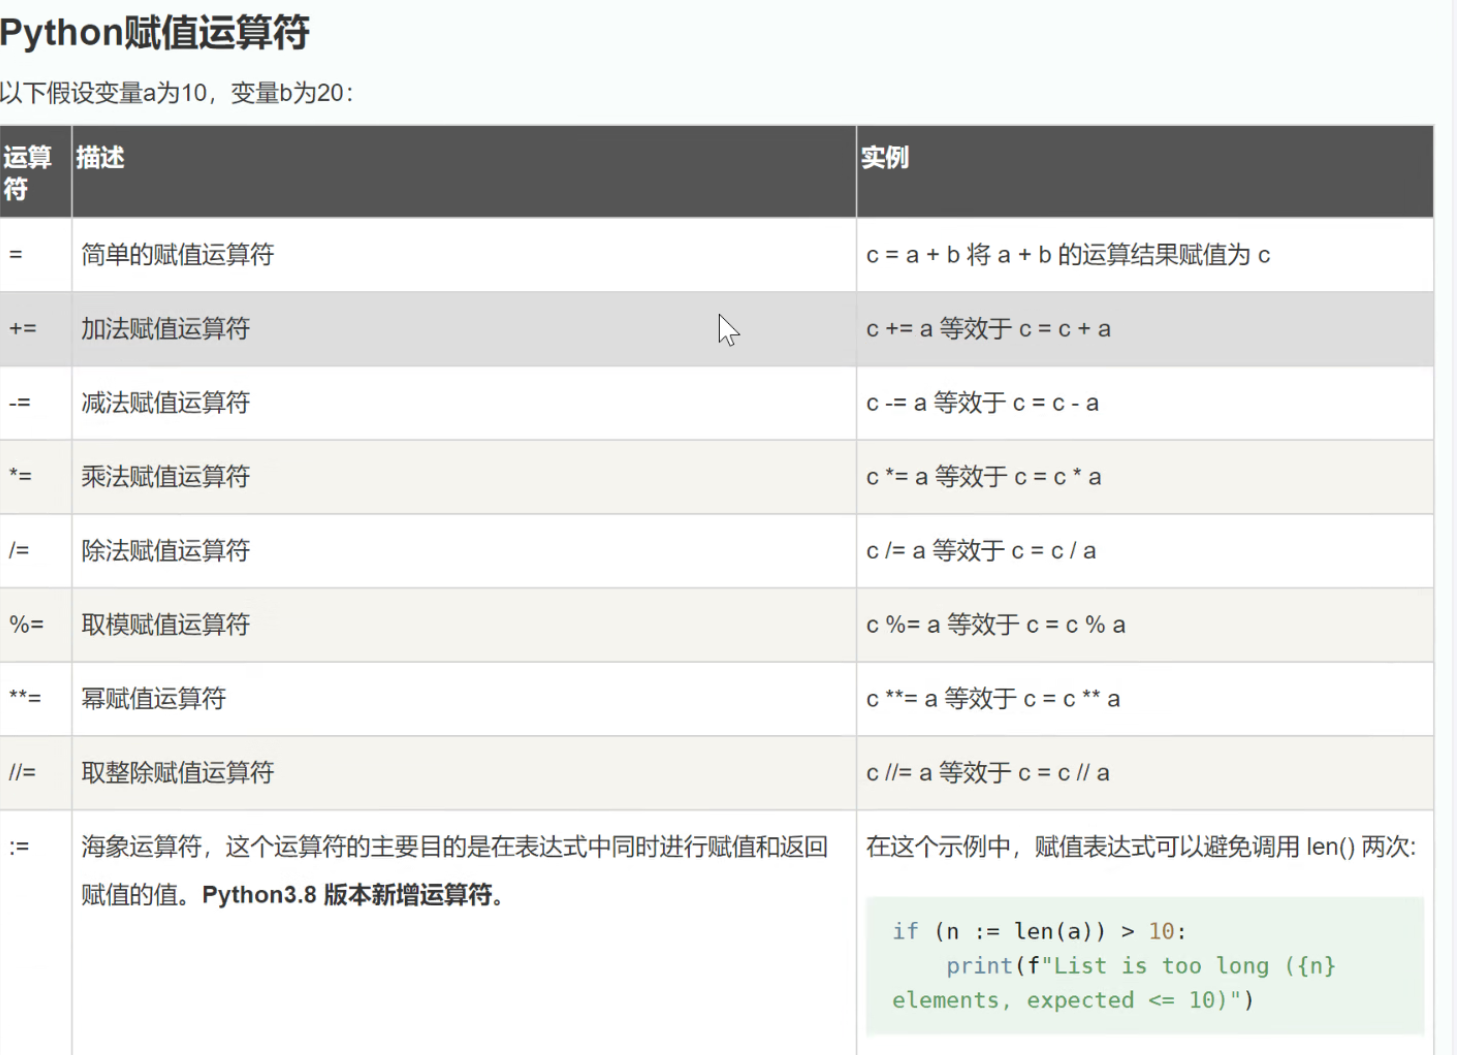 Python赋值运算符
以下假设变量a为10，变量b为20：
运算
符
描述
实例
=
简单的赋值运算符
c = a + b 将 a + b 的运算结果赋值为 c
+=
加法赋值运算符
c += a 等效于 c = c + a
-=
减法赋值运算符
c -= a 等效于 c = c - a
*=
乘法赋值运算符
c *= a 等效于 c = c * a
/=
除法赋值运算符
c /= a 等效于 c = c / a
%=
取模赋值运算符
c %= a 等效于 c = c % a
**=
幂赋值运算符
c **= a 等效于 c = c ** a
//=
取整除赋值运算符
c //= a 等效于 c = c // a
:=
海象运算符，这个运算符的主要目的是在表达式中同时进行赋值和返回
赋值的值。Python3.8 版本新增运算符。
在这个示例中，赋值表达式可以避免调用 len() 两次:
if (n := len(a)) > 10:
print(f"List is too long ({n}
elements, expected <= 10)")